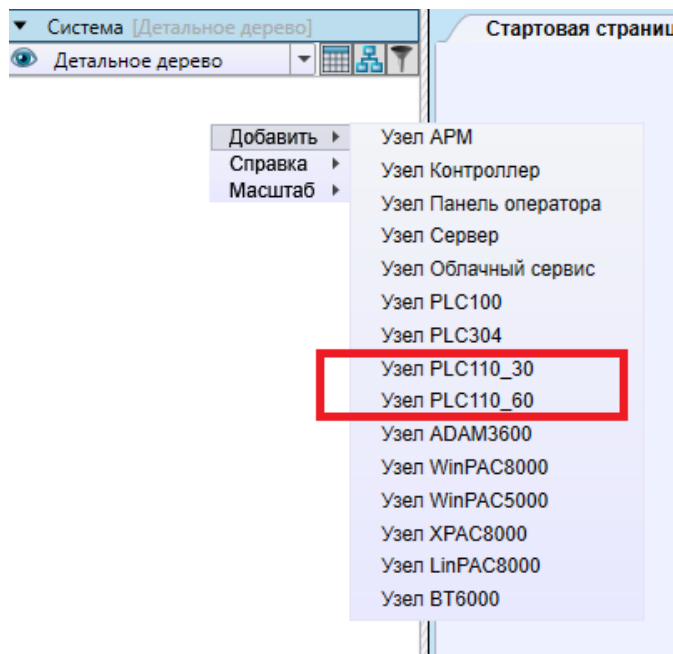 Система [Детальное дерево]
Стартовая страниц
Детальное дерево
Добавить
Справка
Масштаб
Узел АРМ
Узел Контроллер
Узел Панель оператора
Узел Сервер
Узел Облачный сервис
Узел PLC100
Узел PLC304
Узел PLC110_30
Узел PLC110_60
Узел ADAM3600
Узел WinPAC8000
Узел WinPAC5000
Узел XPAC8000
Узел LinPAC8000
Узел BT6000